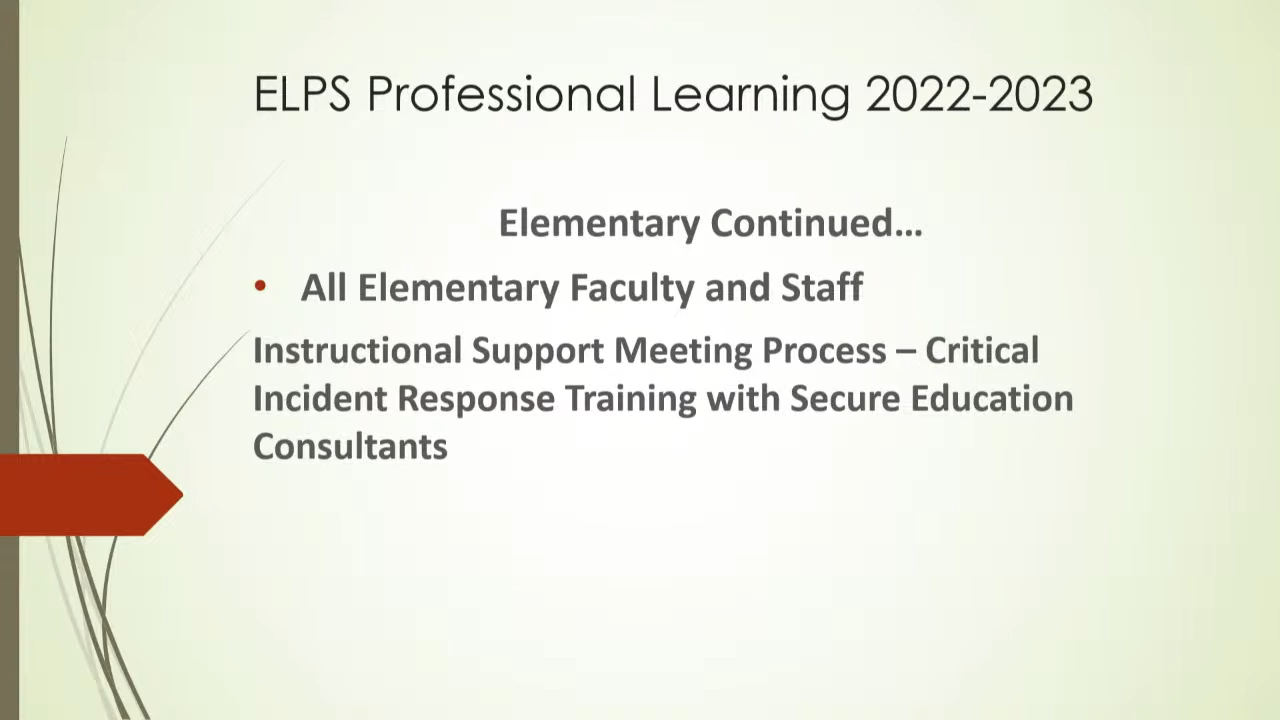 ELPS Professional Learning 2022-2023
Elementary Continued...
• All Elementary Faculty and Staff
Instructional Support Meeting Process – Critical
Incident Response Training with Secure Education
Consultants